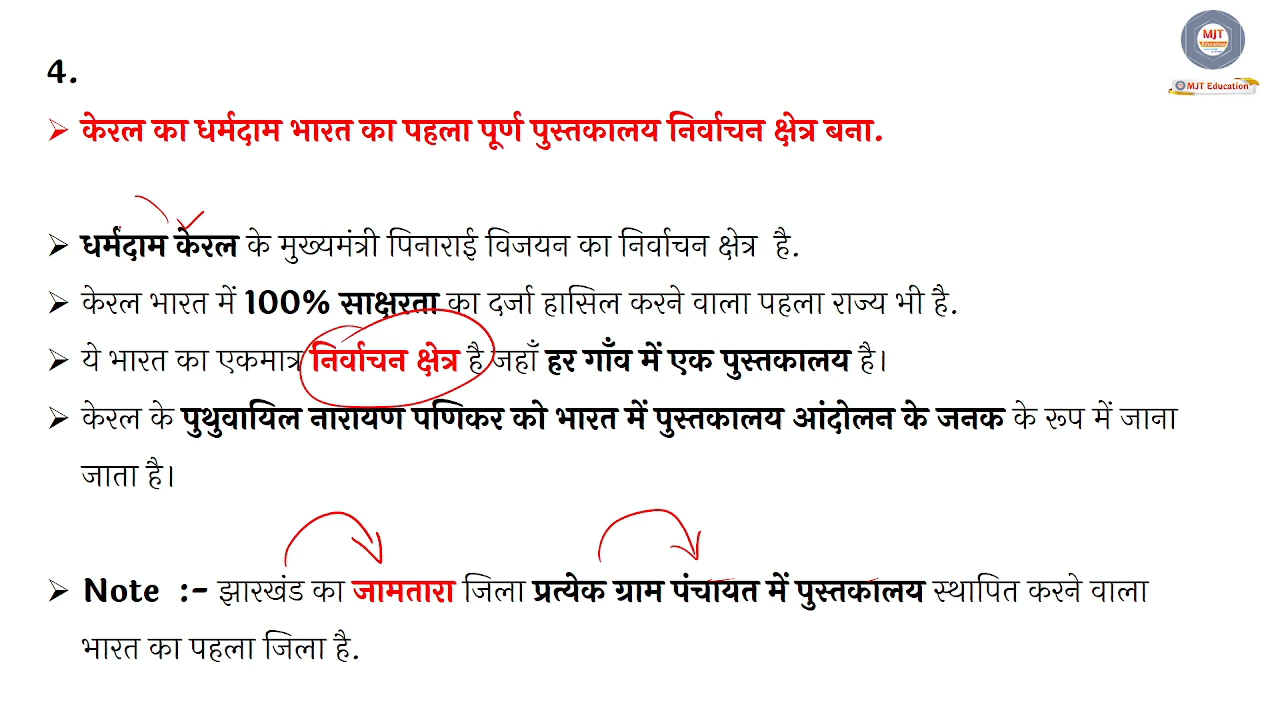 MJT
Education
MJT Education
4.
➢ केरल का धर्मदाम भारत का पहला पूर्ण पुस्तकालय निर्वाचन क्षेत्र बना.
➢ धर्मदाम केरल के मुख्यमंत्री पिनाराई विजयन का निर्वाचन क्षेत्र है.
➢ केरल भारत में 100% साक्षरता का दर्जा हासिल करने वाला पहला राज्य भी है.
➢ ये भारत का एकमात्र निर्वाचन क्षेत्र है जहाँ हर गाँव में एक पुस्तकालय है।
➢ केरल के पुथुवायिल नारायण पणिकर को भारत में पुस्तकालय आंदोलन के जनक के रूप में जाना
जाता है।
➢ Note :- झारखंड का जामतारा जिला प्रत्येक ग्राम पंचायत में पुस्तकालय स्थापित करने वाला
भारत का पहला जिला है.